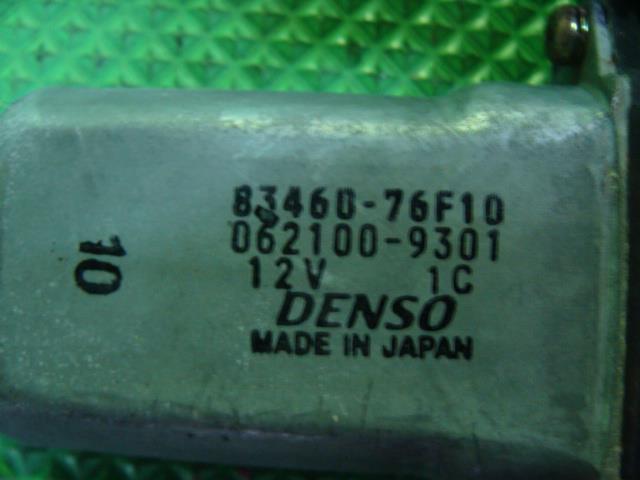 83460-76F10
062100-9301
12V 1C
DENSO
MADE IN JAPAN
10